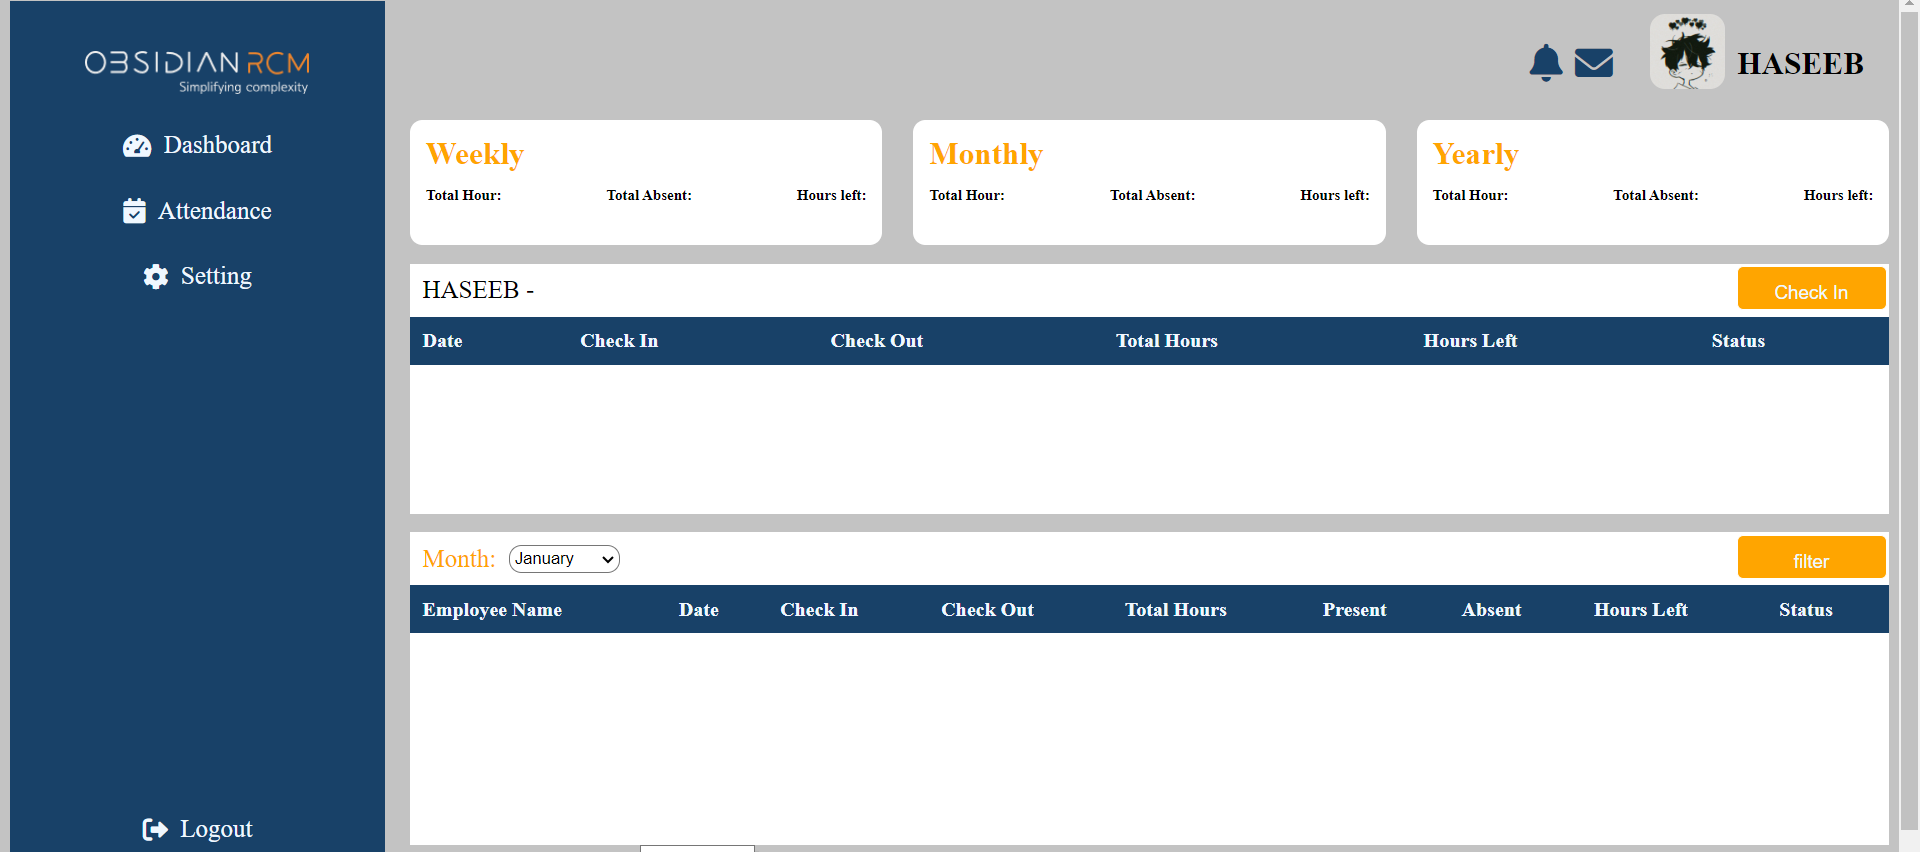 OBSIDIAN RCM
Simplifying complexity
Dashboard
Attendance
Setting
Logout
HASEEB
Weekly
Total Hour: Total Absent: Hours left:
Monthly
Total Hour: Total Absent: Hours left:
Yearly
Total Hour: Total Absent: Hours left:
HASEEB -
Check In
Date Check In Check Out Total Hours Hours Left Status
Month: January
filter
Employee Name Date Check In Check Out Total Hours Present Absent Hours Left Status